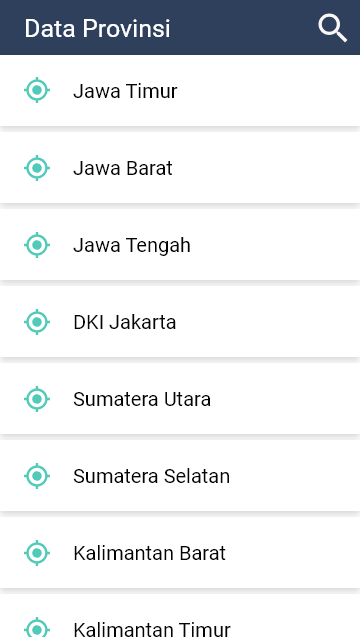 Data Provinsi
Jawa Timur
Jawa Barat
Jawa Tengah
DKI Jakarta
Sumatera Utara
Sumatera Selatan
Kalimantan Barat
Kalimantan Timur